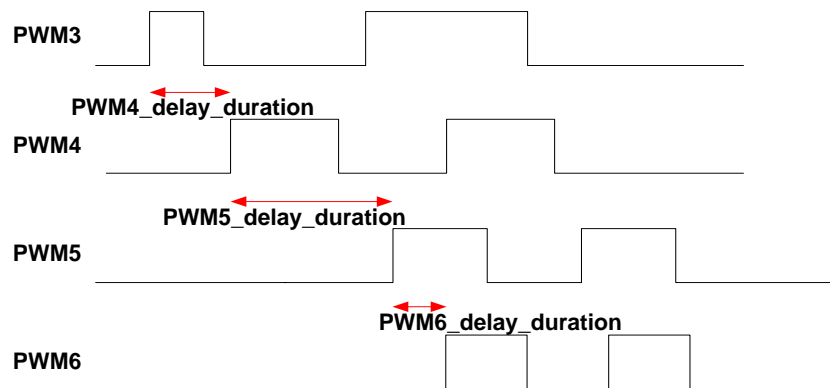 PWM3
PWM4_delay_duration
PWM4
PWM5_delay_duration
PWM5
PWM6_delay_duration
PWM6